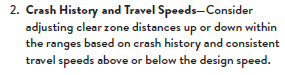 2. Crash History and Travel Speeds—Consider
adjusting clear zone distances up or down within
the ranges based on crash history and consistent
travel speeds above or below the design speed.